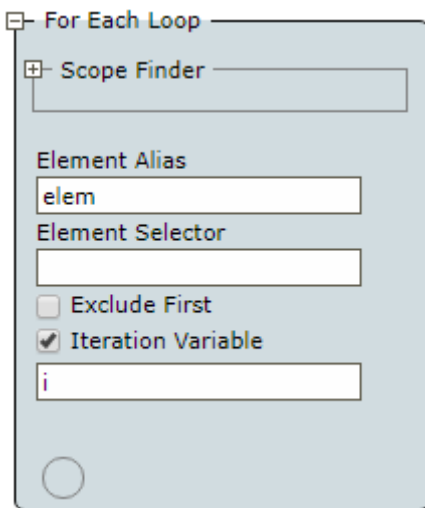 For Each Loop
Scope Finder
Element Alias
elem
Element Selector
Exclude First
Iteration Variable
i